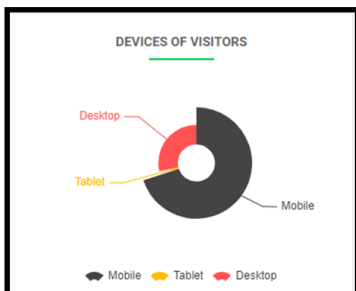 DEVICES OF VISITORS
Desktop
Tablet
Mobile
Mobile Tablet Desktop